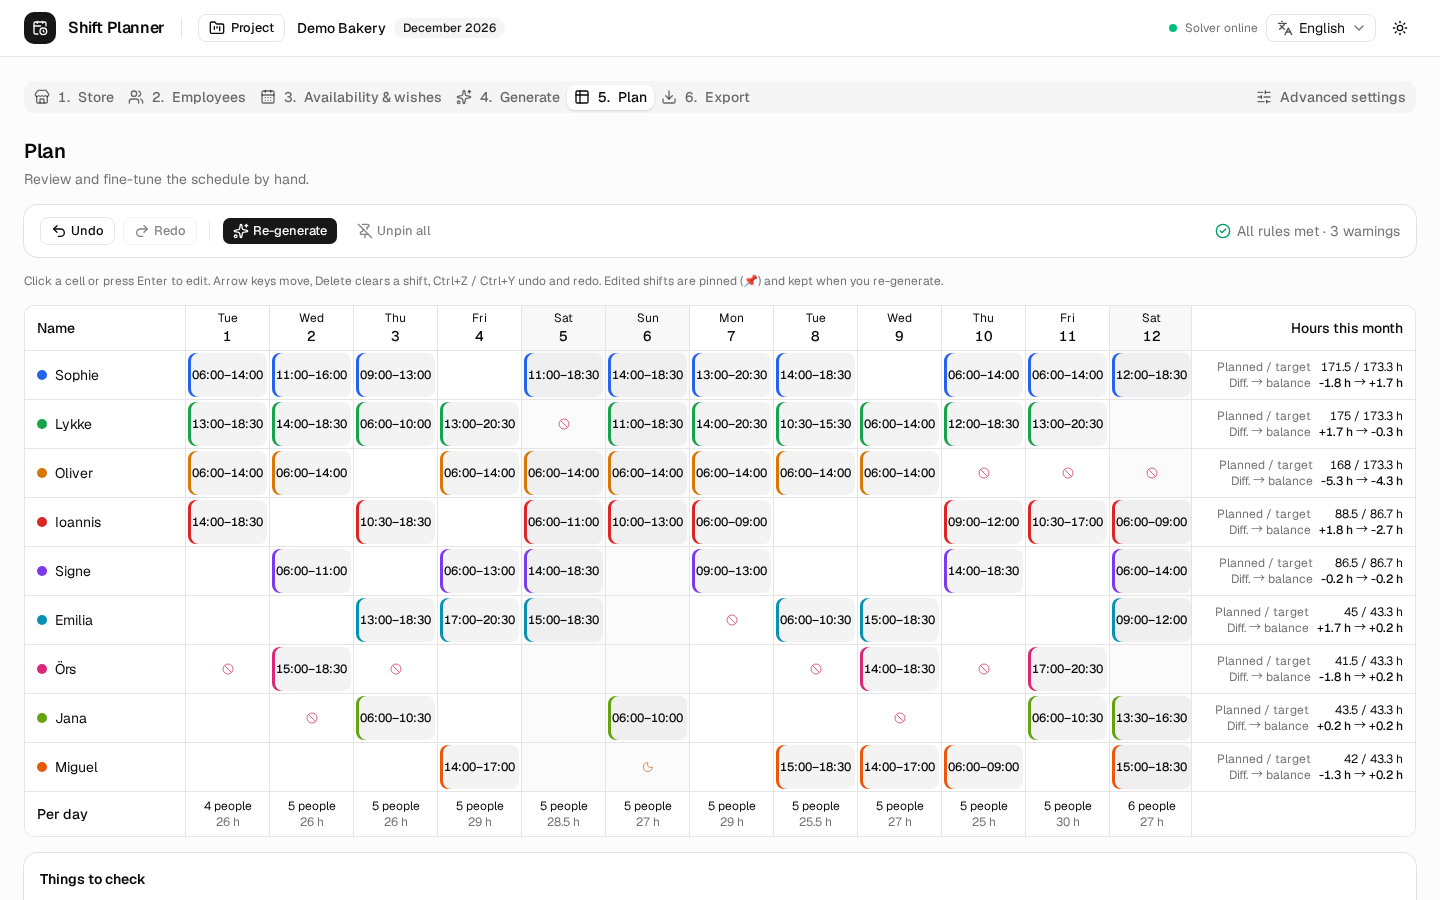 Shift Planner
Project
Demo Bakery
December 2026
Solver online
English
1. Store
2. Employees
3. Availability & wishes
4. Generate
5. Plan
6. Export
Advanced settings
Plan
Review and fine-tune the schedule by hand.
Undo
Redo
Re-generate
Unpin all
All rules met · 3 warnings
Click a cell or press Enter to edit. Arrow keys move, Delete clears a shift, Ctrl+Z / Ctrl+Y undo and redo. Edited shifts are pinned (📌) and kept when you re-generate.
Name Tue 1 Wed 2 Thu 3 Fri 4 Sat 5 Sun 6 Mon 7 Tue 8 Wed 9 Thu 10 Fri 11 Sat 12 Hours this month
Sophie 06:00–14:00 11:00–16:00 09:00–13:00 11:00–18:30 14:00–18:30 13:00–20:30 14:00–18:30 06:00–14:00 06:00–14:00 12:00–18:30
Planned / target 171.5 / 173.3 h
Diff. → balance -1.8 h → +1.7 h
Lykke 13:00–18:30 14:00–18:30 06:00–10:00 13:00–20:30 11:00–18:30 14:00–20:30 10:30–15:30 06:00–14:00 12:00–18:30 13:00–20:30
Planned / target 175 / 173.3 h
Diff. → balance +1.7 h → -0.3 h
Oliver 06:00–14:00 06:00–14:00 06:00–14:00 06:00–14:00 06:00–14:00 06:00–14:00 06:00–14:00 06:00–14:00
Planned / target 168 / 173.3 h
Diff. → balance -5.3 h → -4.3 h
Ioannis 14:00–18:30 10:30–18:30 06:00–11:00 10:00–13:00 06:00–09:00 09:00–12:00 10:30–17:00 06:00–09:00
Planned / target 88.5 / 86.7 h
Diff. → balance +1.8 h → -2.7 h
Signe 06:00–11:00 06:00–13:00 14:00–18:30 09:00–13:00 14:00–18:30 06:00–14:00
Planned / target 86.5 / 86.7 h
Diff. → balance -0.2 h → -0.2 h
Emilia 13:00–18:30 17:00–20:30 15:00–18:30 06:00–10:30 15:00–18:30 09:00–12:00
Planned / target 45 / 43.3 h
Diff. → balance +1.7 h → +0.2 h
Örs 15:00–18:30 14:00–18:30 17:00–20:30
Planned / target 41.5 / 43.3 h
Diff. → balance -1.8 h → +0.2 h
Jana 06:00–10:30 06:00–10:00 06:00–10:30 13:30–16:30
Planned / target 43.5 / 43.3 h
Diff. → balance +0.2 h → +0.2 h
Miguel 14:00–17:00 15:00–18:30 14:00–17:00 06:00–09:00 15:00–18:30
Planned / target 42 / 43.3 h
Diff. → balance -1.3 h → +0.2 h
Per day
4 people 5 people 5 people 5 people 5 people 5 people 5 people 5 people 5 people 5 people 5 people 6 people
26 h 26 h 26 h 29 h 28.5 h 27 h 29 h 25.5 h 27 h 25 h 30 h 27 h
Things to check